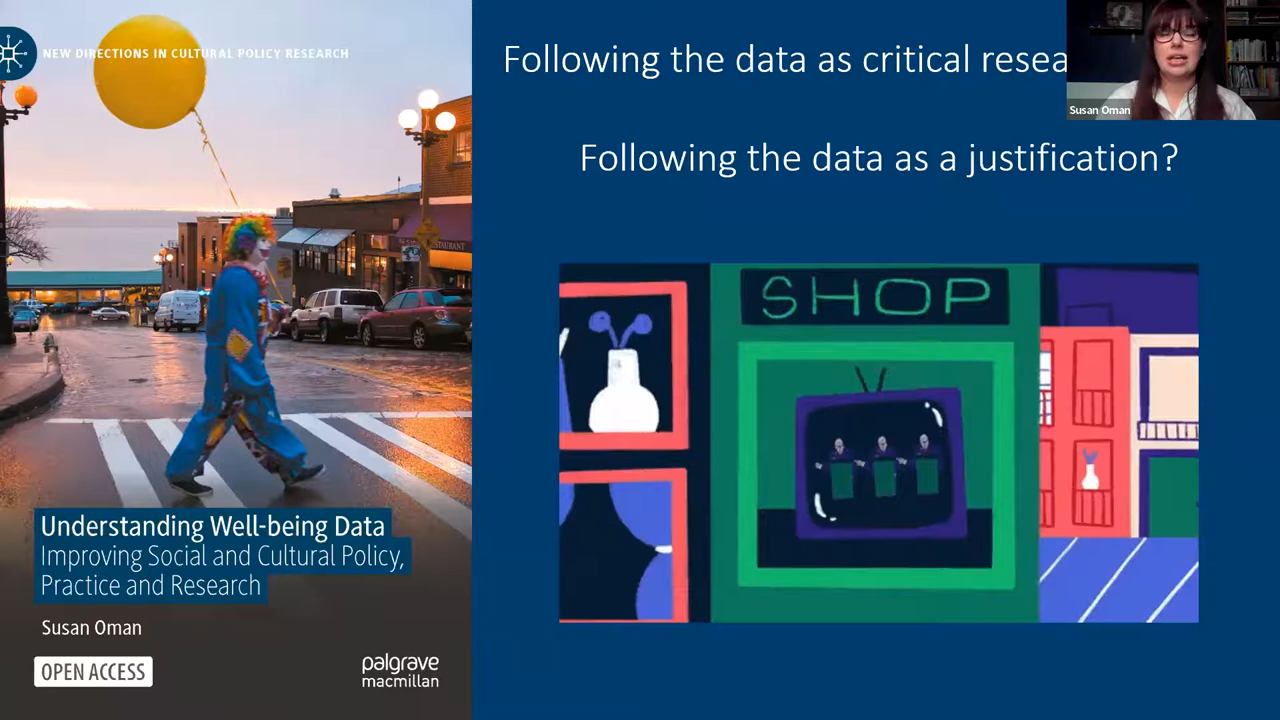 NEW DIRECTIONS IN CULTURAL POLICY RESEARCH
Understanding Well-being Data
Improving Social and Cultural Policy,
Practice and Research
Susan Oman
OPEN ACCESS
palgrave
macmillan
Following the data as critical resea
Following the data as a justification?
SHOP
Susan Oman